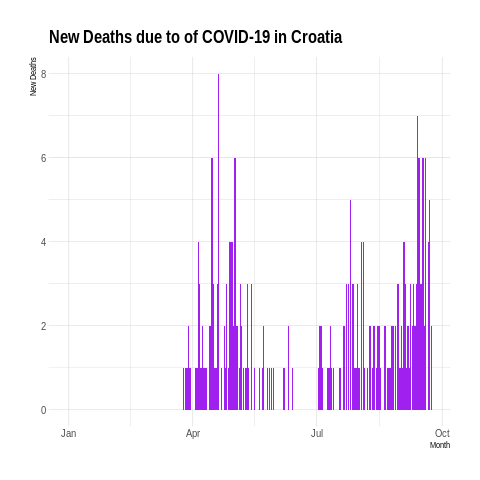 New Deaths due to of COVID-19 in Croatia
New Deaths
8
6
4
2
0
Jan Apr Jul Oct
Month